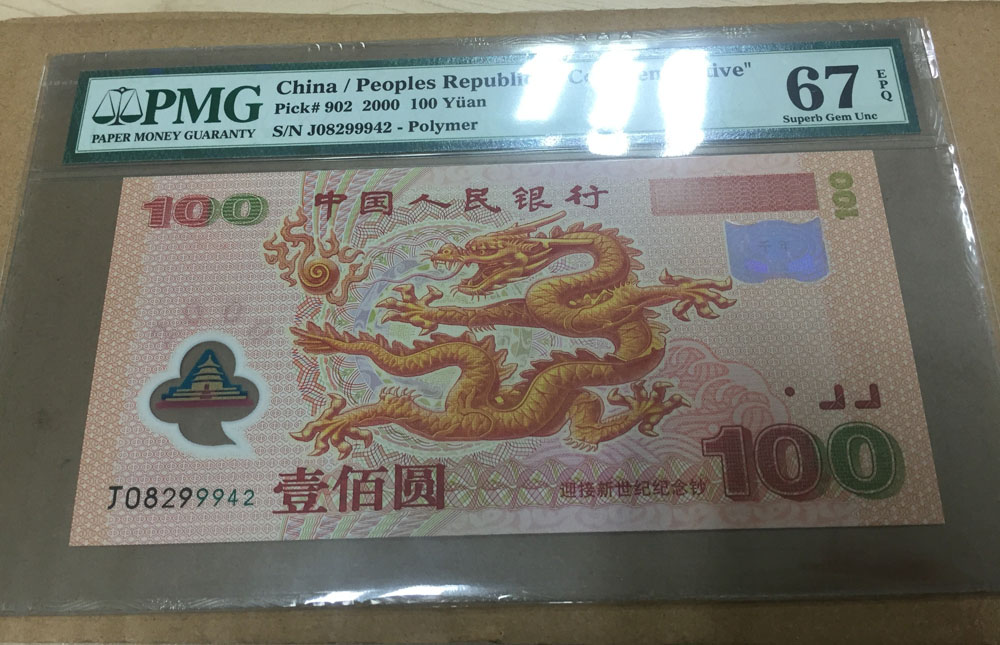 PMG
PAPER MONEY GUARANTY
China / Peoples Republic
Pick# 902 2000 100 Yüan
S/N J08299942 - Polymer
67
EPQ
Superb Gem Unc
100
中国人民银行
100
千年
J08299942
壹佰圆
迎接新世纪纪念钞
100